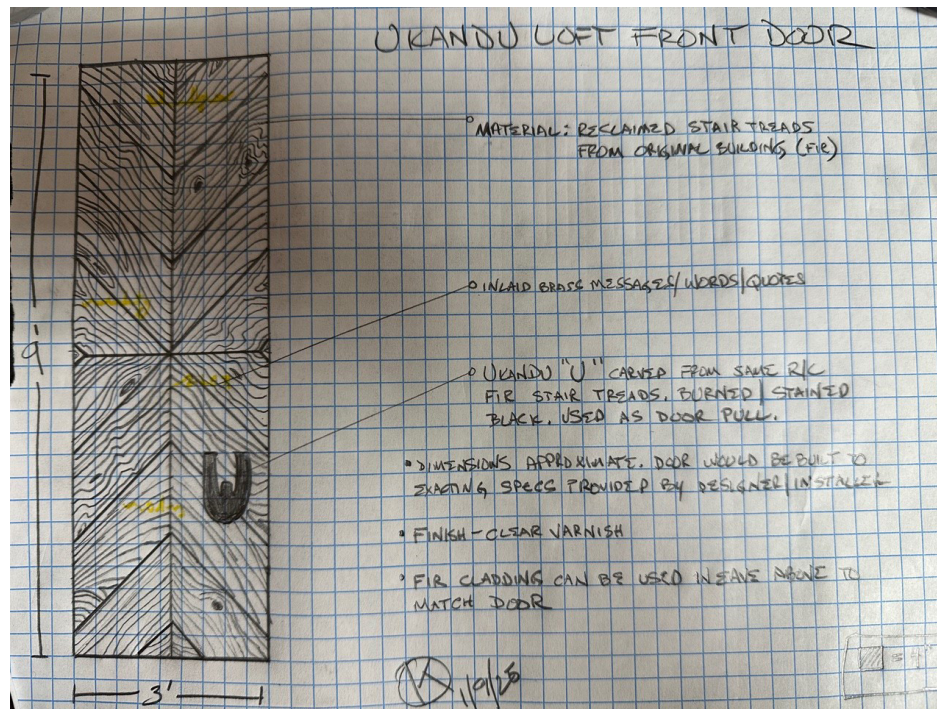 UKANDU LOFT FRONT DOOR
MATERIAL: RECLAIMED STAIR TREADS
FROM ORIGINAL BUILDING (FIR)
INLAID BRASS MESSAGES/WORDS/QUOTES
UKANDU "U" CARVED FROM SAME R/C
FIR STAIR TREADS. BURNED/STAINED
BLACK. USED AS DOOR PULL.
• DIMENSIONS APPROXIMATE. DOOR WOULD BE BUILT TO
EXACTING SPECS PROVIDED BY DESIGNER/INSTALLER
• FINISH - CLEAR VARNISH
• FIR CLADDING CAN BE USED IN EAVE ABOVE TO
MATCH DOOR
9'
U
3'